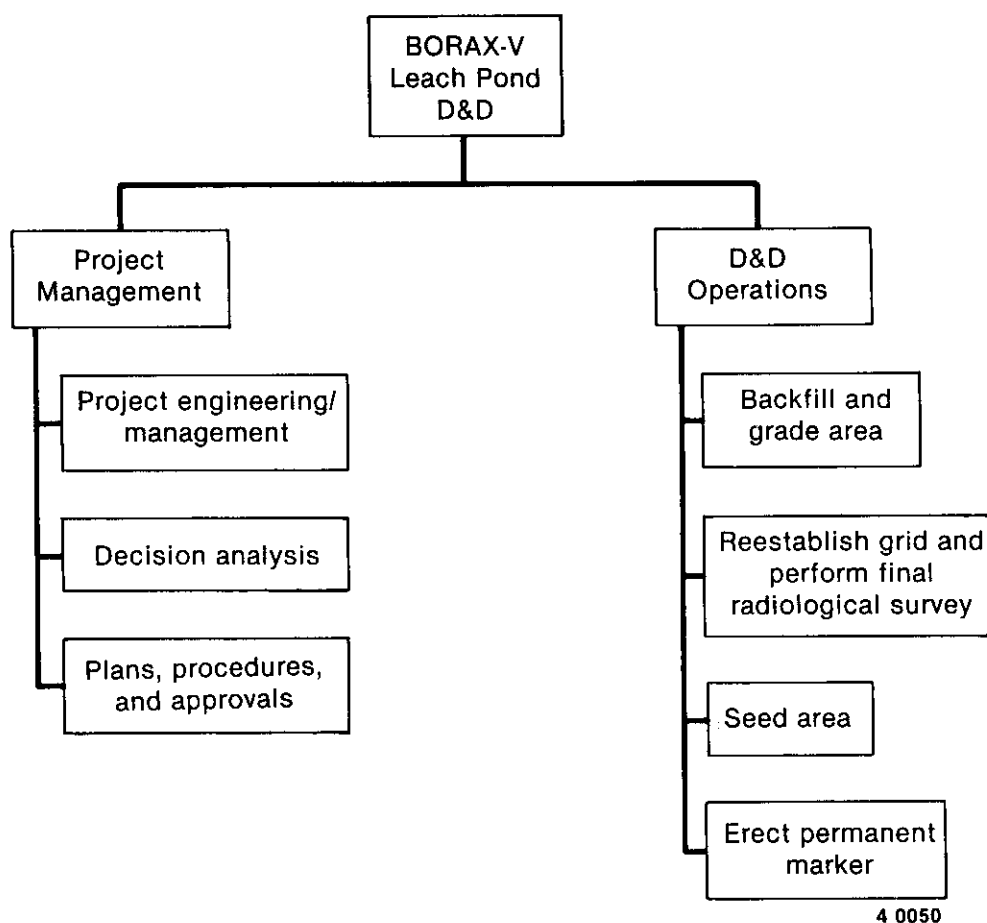 BORAX-V
Leach Pond
D&D
Project
Management
Project engineering/
management
Decision analysis
Plans, procedures,
and approvals
D&D
Operations
Backfill and
grade area
Reestablish grid and
perform final
radiological survey
Seed area
Erect permanent
marker
4 0050